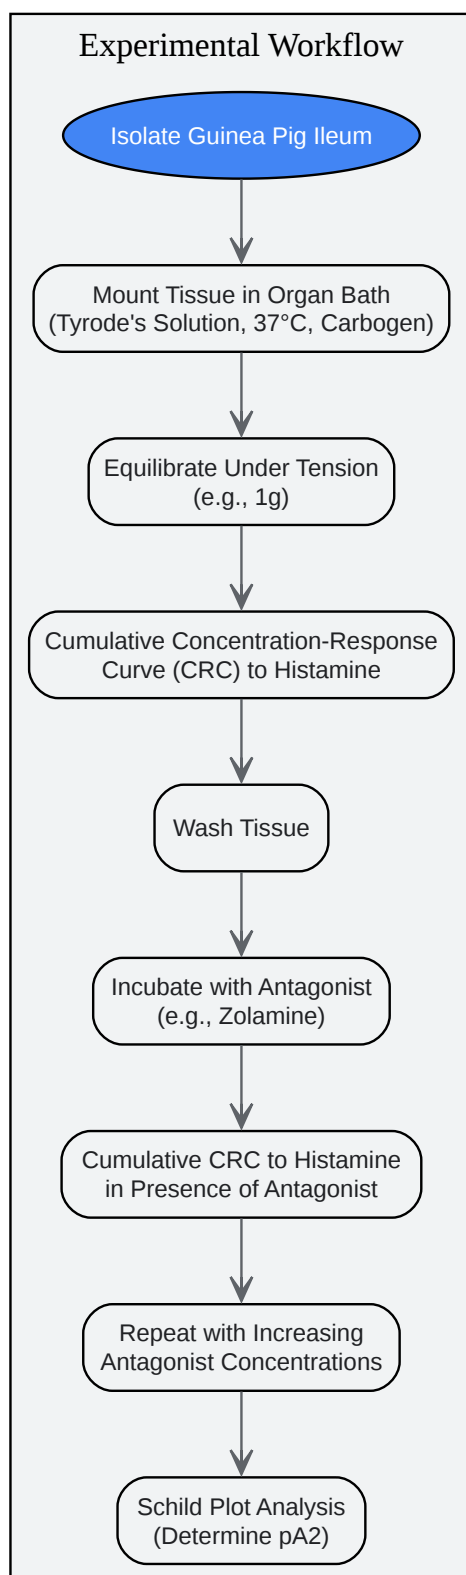 Experimental Workflow
Isolate Guinea Pig Ileum
Mount Tissue in Organ Bath
(Tyrode's Solution, 37°C, Carbogen)
Equilibrate Under Tension
(e.g., 1g)
Cumulative Concentration-Response
Curve (CRC) to Histamine
Wash Tissue
Incubate with Antagonist
(e.g., Zolamine)
Cumulative CRC to Histamine
in Presence of Antagonist
Repeat with Increasing
Antagonist Concentrations
Schild Plot Analysis
(Determine pA2)